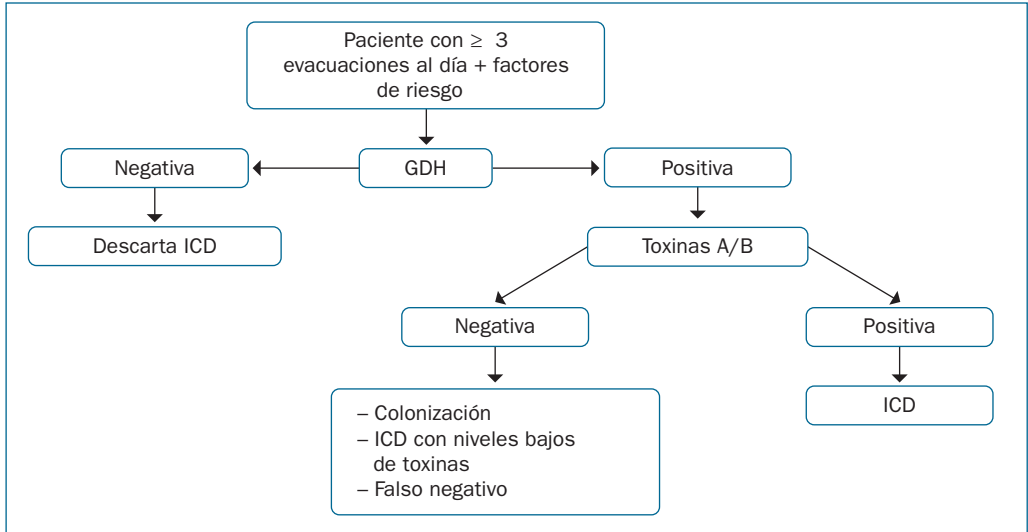 Paciente con ≥ 3
evacuaciones al día + factores
de riesgo
Negativa
GDH
Positiva
Descarta ICD
Toxinas A/B
Negativa
Positiva
– Colonización
– ICD con niveles bajos
de toxinas
– Falso negativo
ICD